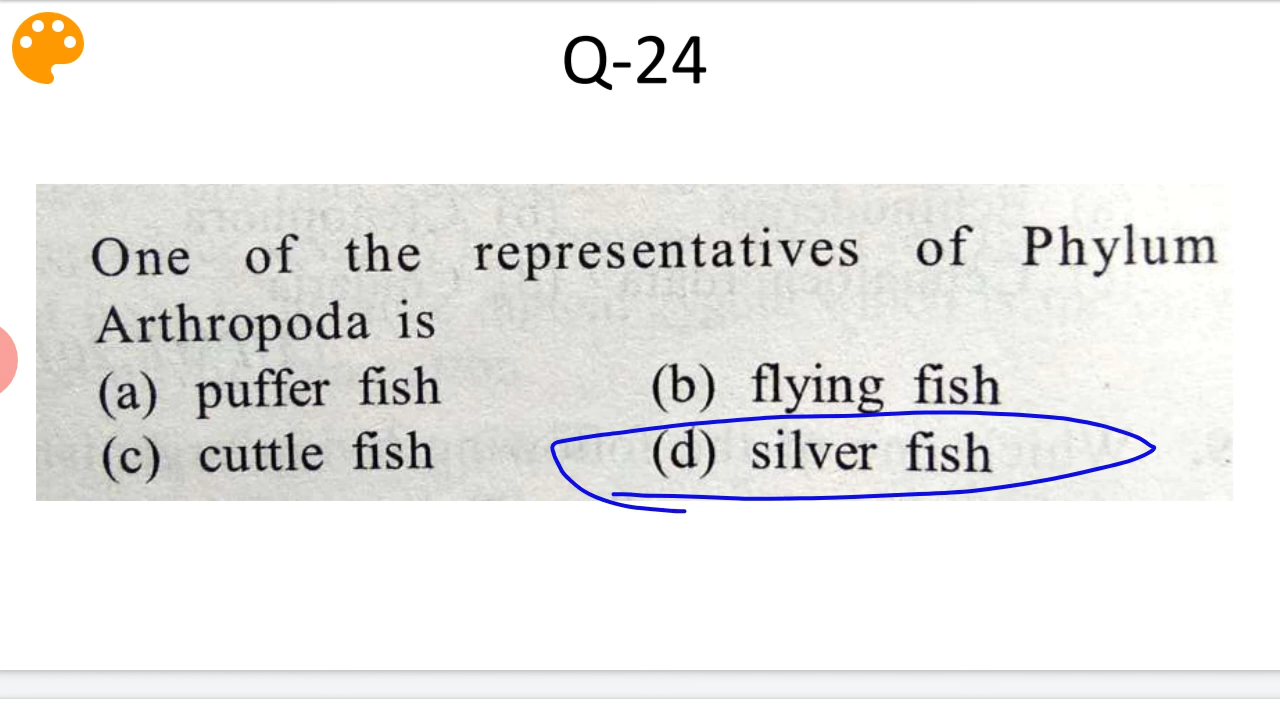 Q-24
One of the representatives of Phylum
Arthropoda is
(a) puffer fish (b) flying fish
(c) cuttle fish (d) silver fish